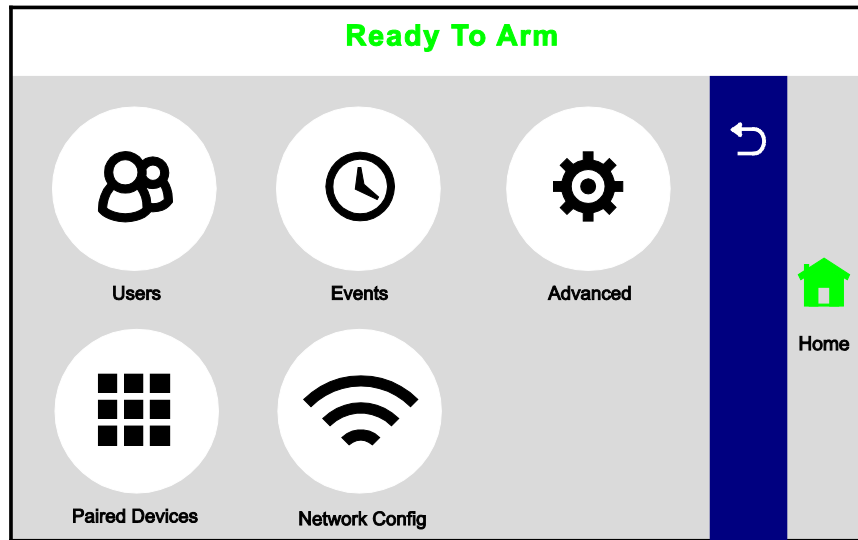 Ready To Arm
Users
Events
Advanced
Home
Paired Devices
Network Config